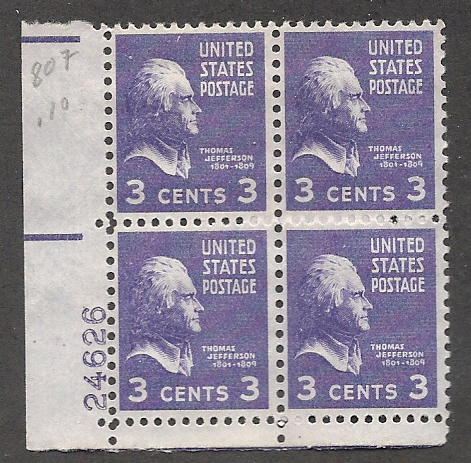 807
.10
UNITED
STATES
POSTAGE
THOMAS
JEFFERSON
1801-1809
3 CENTS 3
UNITED
STATES
POSTAGE
THOMAS
JEFFERSON
1801-1809
3 CENTS 3
24626
UNITED
STATES
POSTAGE
THOMAS
JEFFERSON
1801-1809
3 CENTS 3
UNITED
STATES
POSTAGE
THOMAS
JEFFERSON
1801-1809
3 CENTS 3